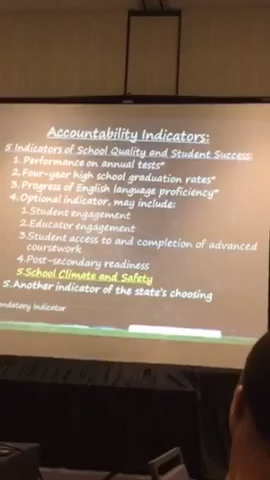 Accountability Indicators:
5 Indicators of School Quality and Student Success:
1. Performance on annual tests*
2. Four-year high school graduation rates*
3. Progress of English language proficiency*
4. Optional indicator, may include:
1. Student engagement
2. Educator engagement
3. Student access to and completion of advanced
coursework
4. Post-secondary readiness
5. School Climate and Safety
5. Another indicator of the state's choosing
indicator